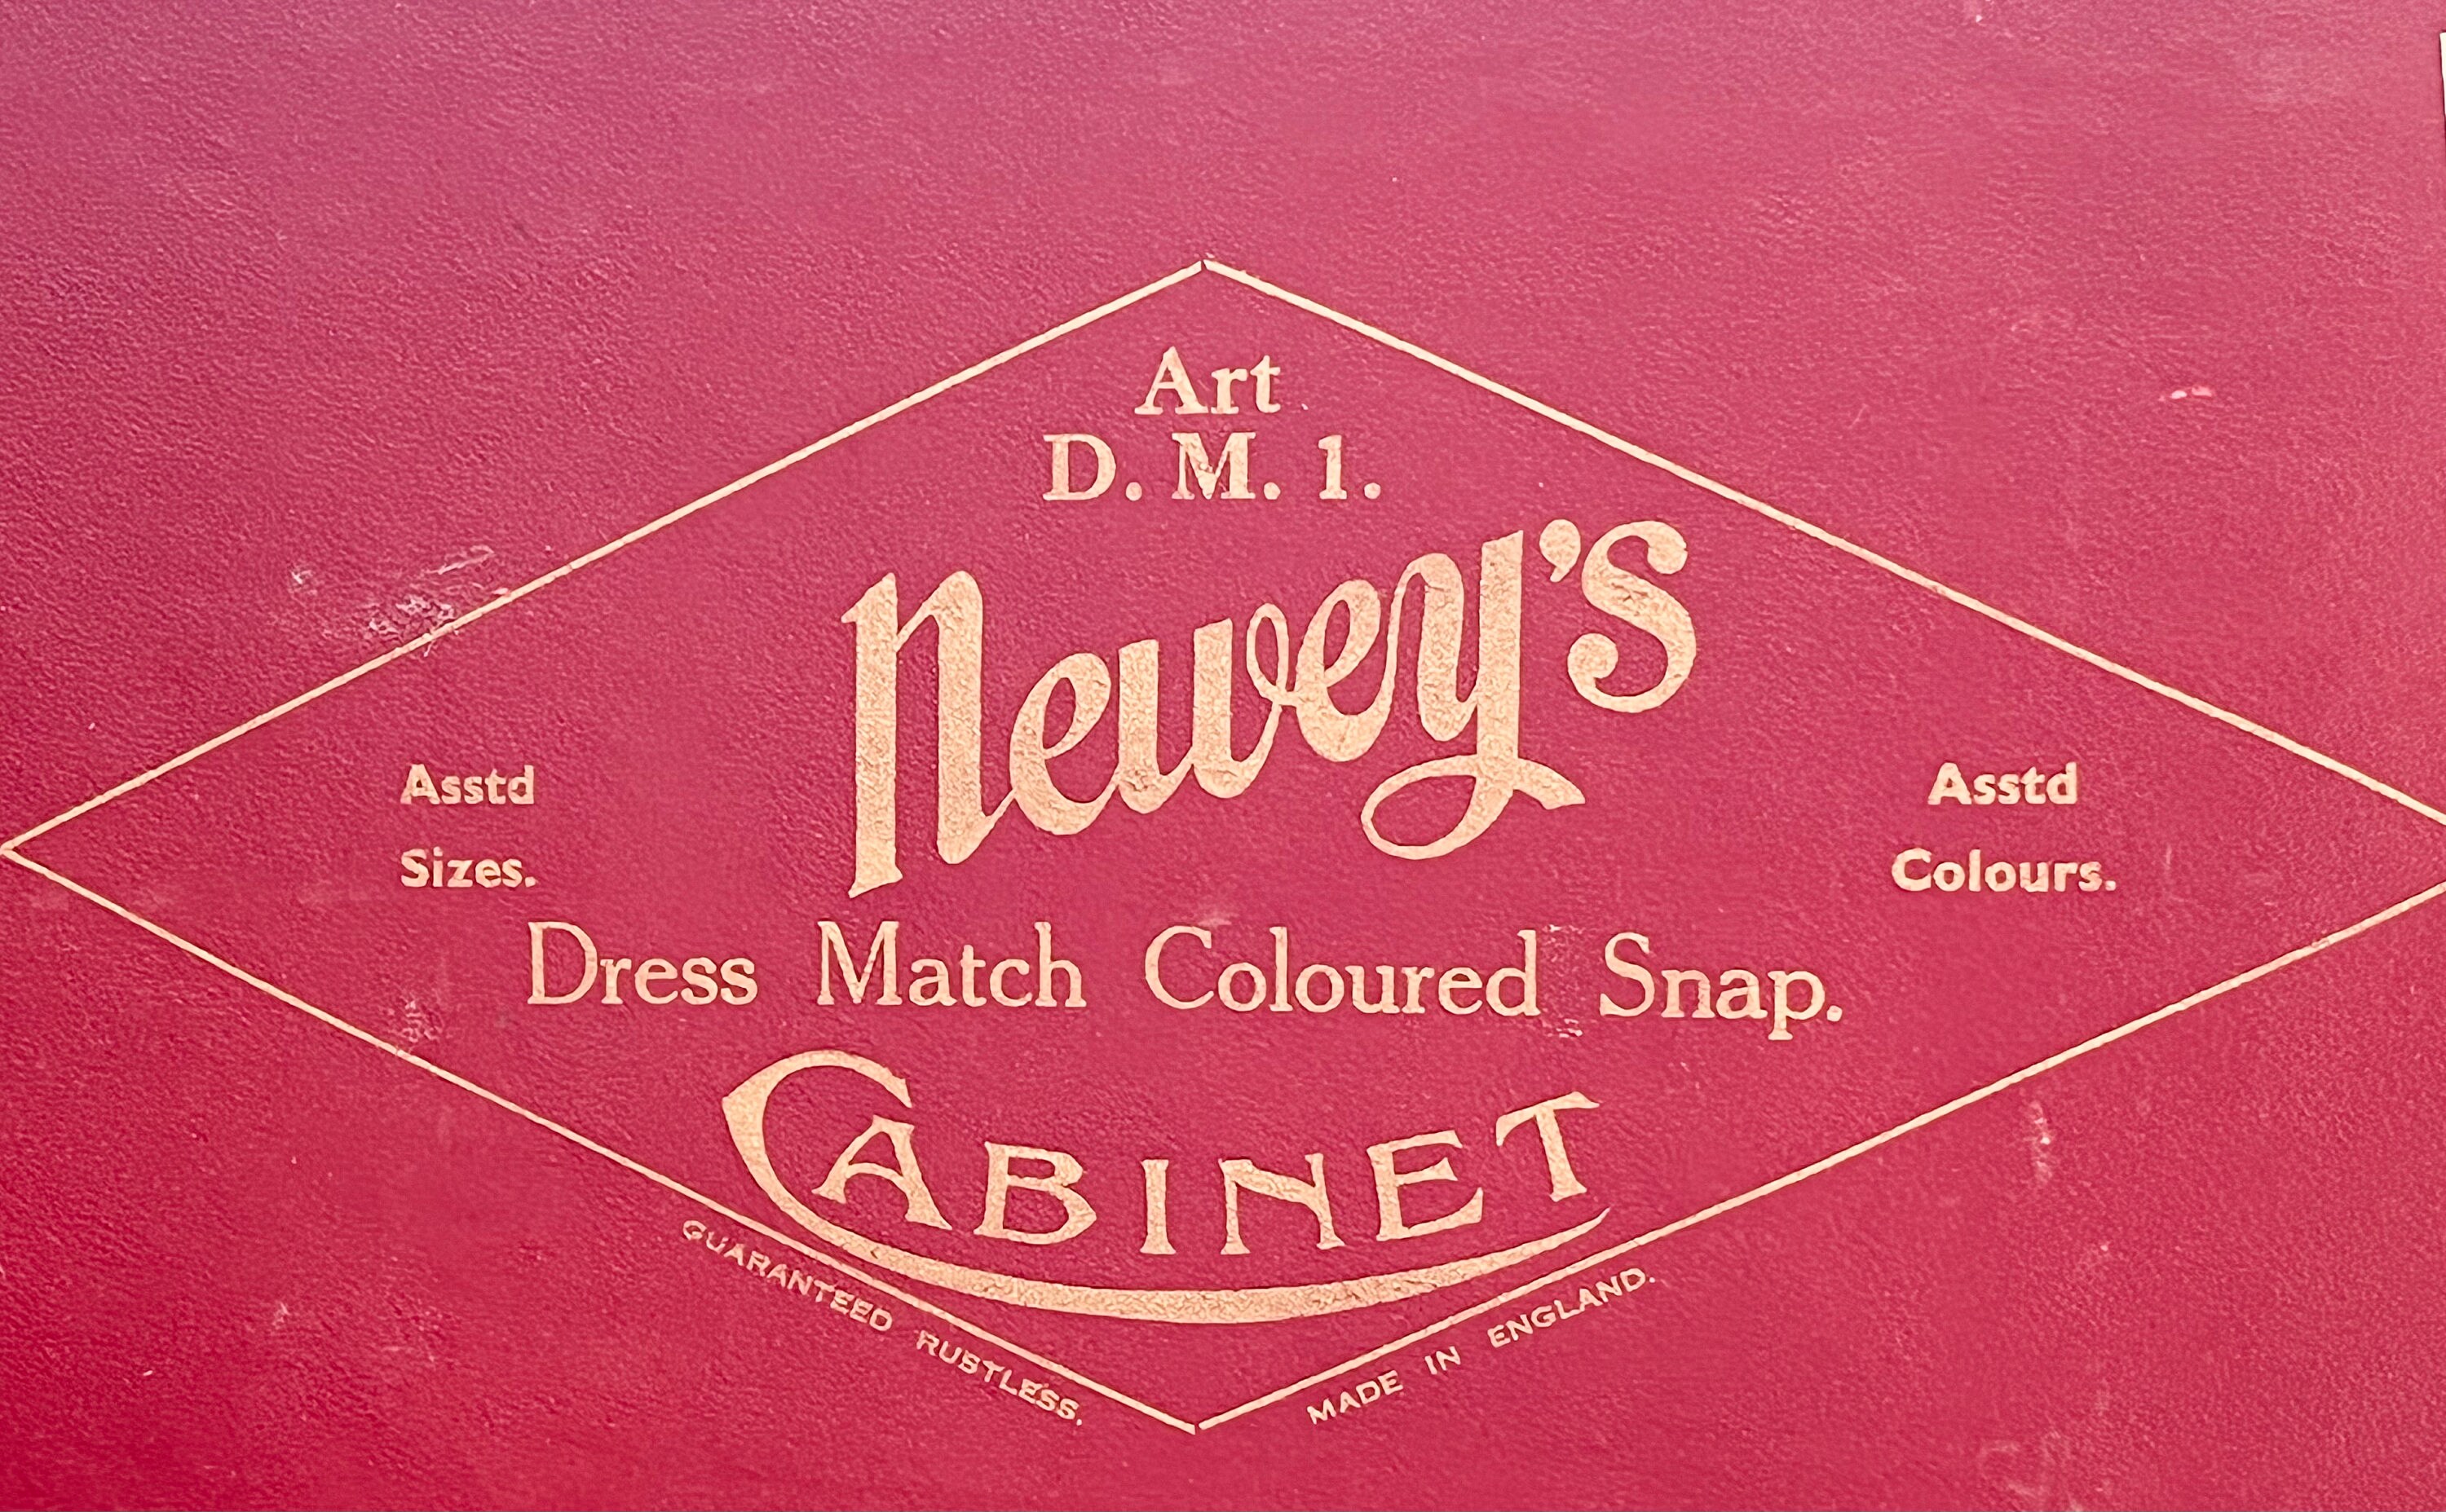 Art
D. M. 1.
Newey's
Asstd
Sizes.
Asstd
Colours.
Dress Match Coloured Snap.
CABINET
GUARANTEED RUSTLESS.
MADE IN ENGLAND.